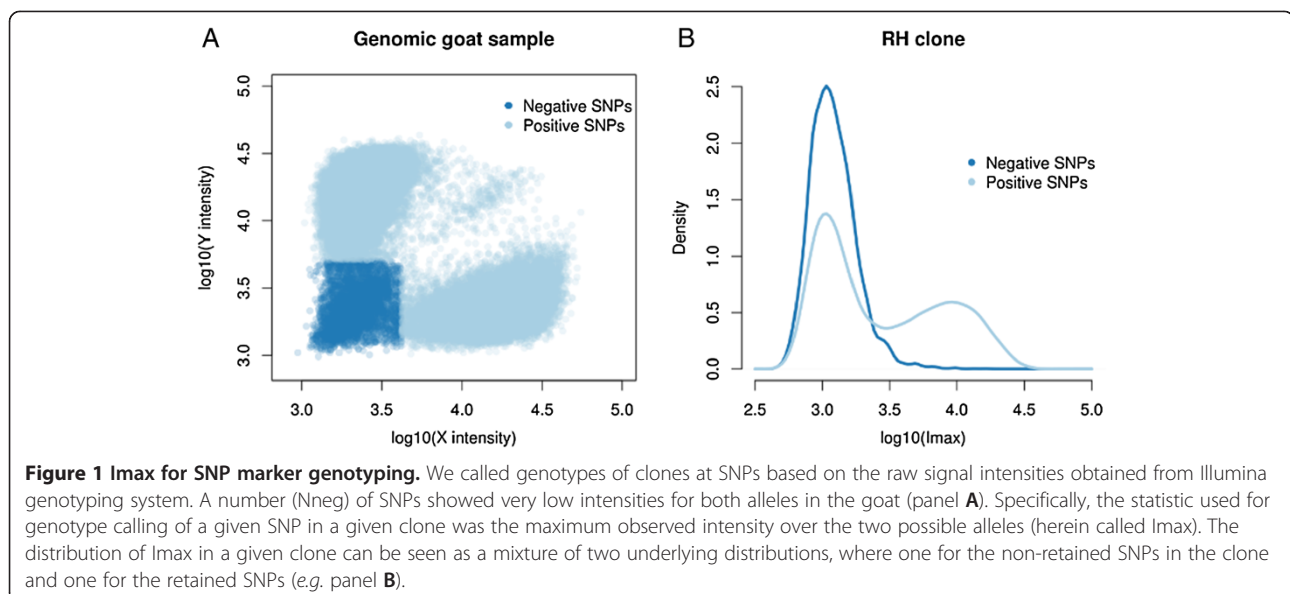 A
Genomic goat sample
5.0
4.5
4.0
3.5
3.0
log10(Y intensity)
Negative SNPs
Positive SNPs
3.0 3.5 4.0 4.5 5.0
log10(X intensity)
B
RH clone
2.5
2.0
1.5
1.0
0.5
0.0
Density
Negative SNPs
Positive SNPs
2.5 3.0 3.5 4.0 4.5 5.0
log10(Imax)
Figure 1 Imax for SNP marker genotyping. We called genotypes of clones at SNPs based on the raw signal intensities obtained from Illumina
genotyping system. A number (Nneg) of SNPs showed very low intensities for both alleles in the goat (panel A). Specifically, the statistic used for
genotype calling of a given SNP in a given clone was the maximum observed intensity over the two possible alleles (herein called Imax). The
distribution of Imax in a given clone can be seen as a mixture of two underlying distributions, where one for the non-retained SNPs in the clone
and one for the retained SNPs (e.g. panel B).